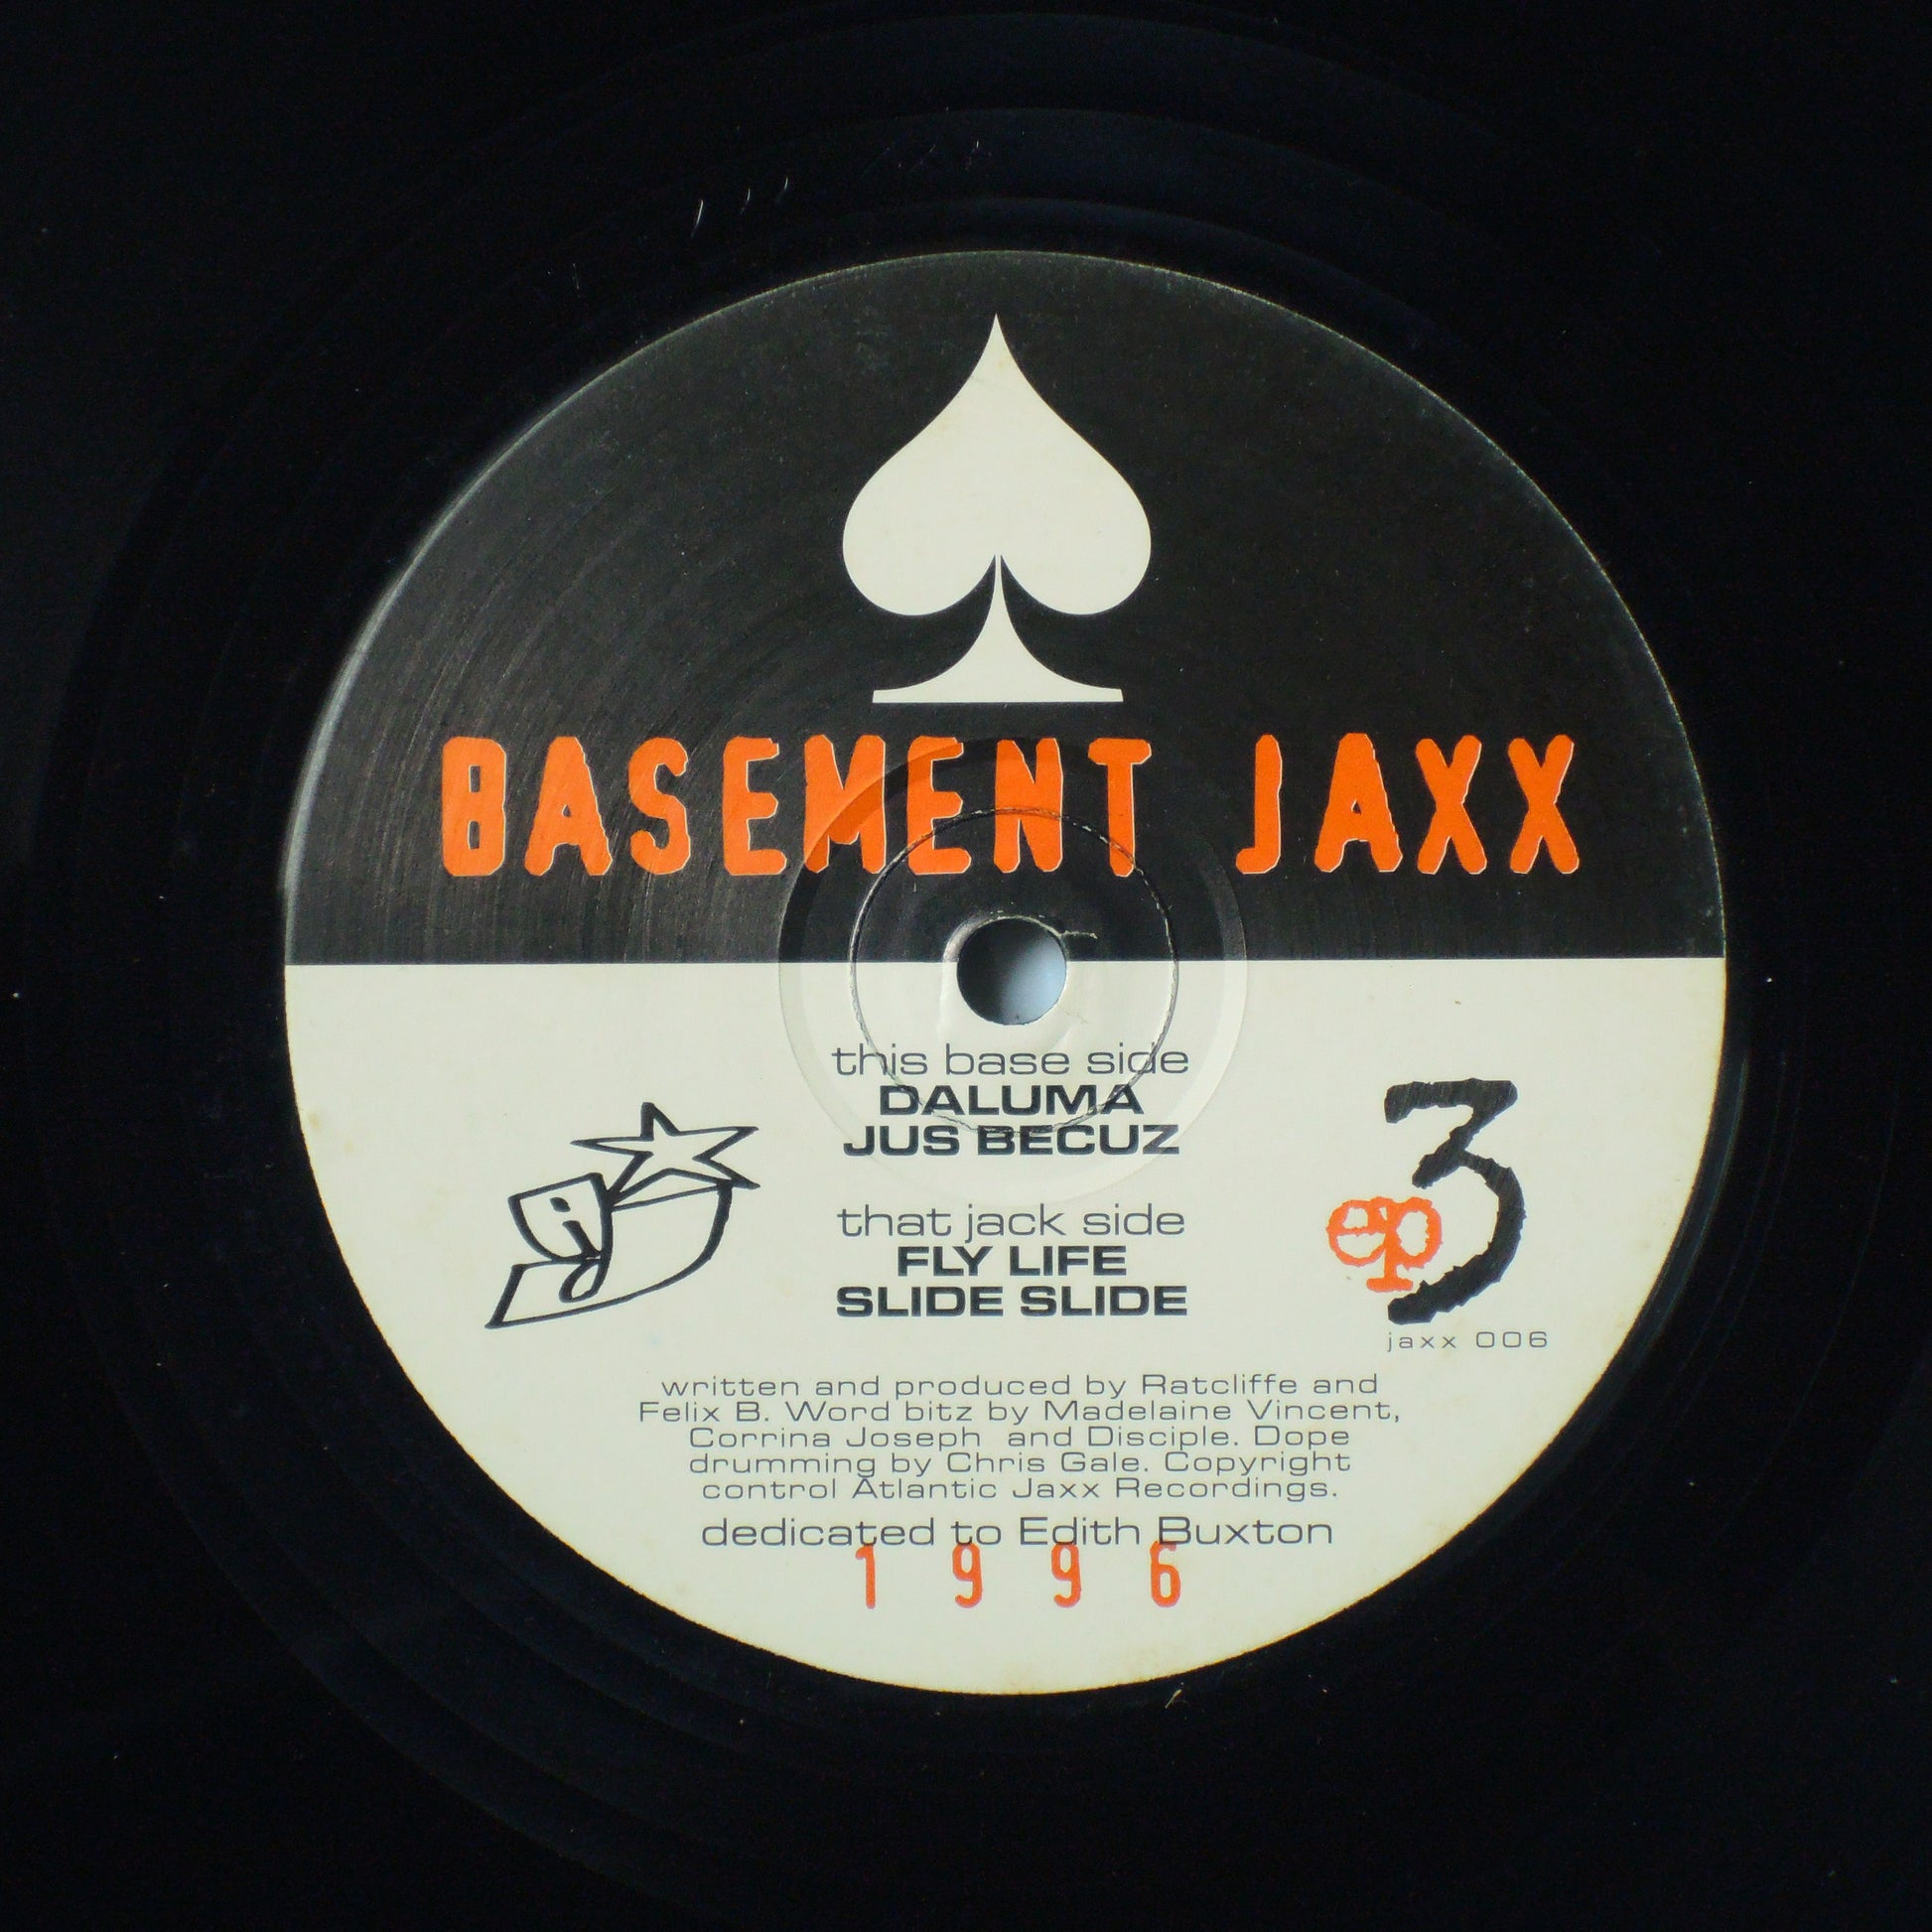 BASEMENT JAXX
this base side
DALUMA
JUS BECUZ
that jack side
FLY LIFE
SLIDE SLIDE
ep3
jaxx 006
written and produced by Ratcliffe and
Felix B. Word bitz by Madelaine Vincent,
Corrina Joseph and Disciple. Dope
drumming by Chris Gale. Copyright
control Atlantic Jaxx Recordings.
dedicated to Edith Buxton
1996